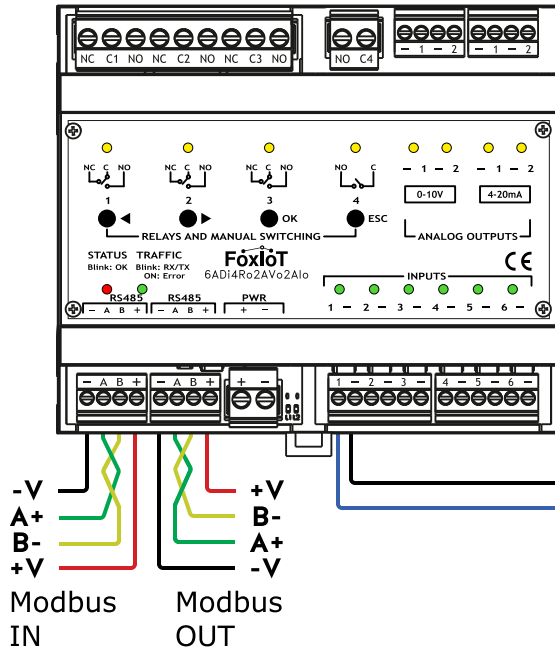 NC C1 NO NC C2 NO NC C3 NO NO C4 − 1 − 2 − 1 − 2
NC C NO NC C NO NC C NO NO C − 1 − 2 − 1 − 2
0-10V 4-20mA
1 2 3 4
OK ESC
RELAYS AND MANUAL SWITCHING ANALOG OUTPUTS
STATUS TRAFFIC FoxIoT CE
Blink: OK Blink: RX/TX 6ADi4Ro2AVo2AIo
ON: Error INPUTS
RS485 RS485 PWR
− A B + − A B + + − 1 − 2 − 3 − 4 − 5 − 6 −
− A B + − A B + + − 1 − 2 − 3 − 4 − 5 − 6 −
-V +V
A+ B-
B- A+
+V -V
Modbus Modbus
IN OUT